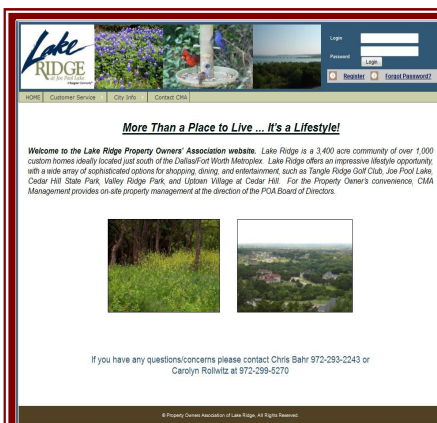 Lake
RIDGE
at Joe Pool Lake
Login
Password
Login
Register Forgot Password?
HOME Customer Service City Info Contact CMA
More Than a Place to Live ... It's a Lifestyle!
Welcome to the Lake Ridge Property Owners' Association website. Lake Ridge is a 3,400 acre community of over 1,000
custom homes ideally located just south of the Dallas/Fort Worth Metroplex. Lake Ridge offers an impressive lifestyle opportunity,
with a wide array of sophisticated options for shopping, dining, and entertainment, such as Tangle Ridge Golf Club, Joe Pool Lake,
Cedar Hill State Park, Valley Ridge Park, and Uptown Village at Cedar Hill. For the Property Owner's convenience, CMA
Management provides on-site property management at the direction of the POA Board of Directors.
If you have any questions/concerns please contact Chris Bahr 972-293-2243 or
Carolyn Rollwitz at 972-299-5270
© Property Owners Association of Lake Ridge, All Rights Reserved.